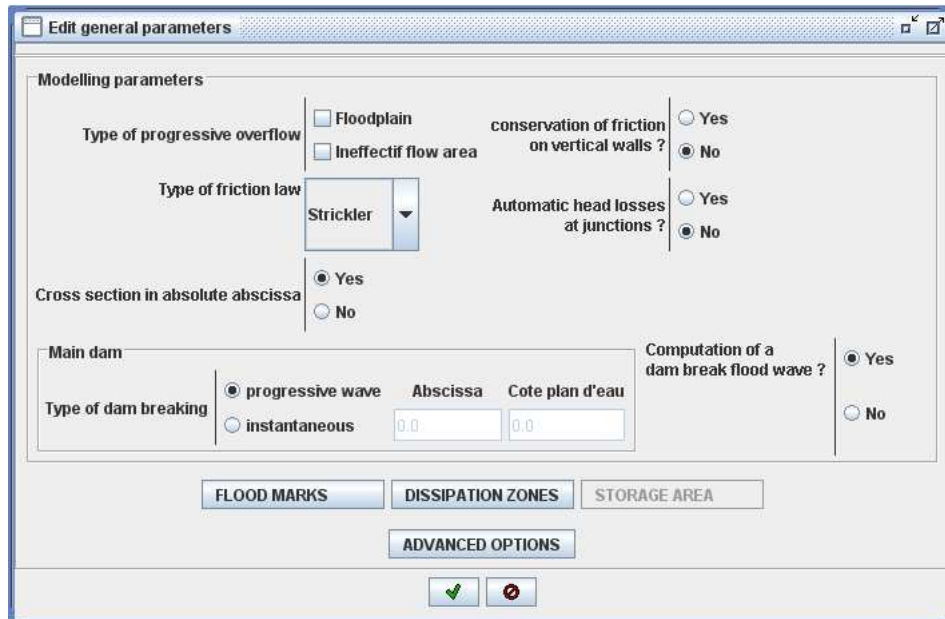 Edit general parameters
Modelling parameters
Type of progressive overflow
Floodplain
Ineffectif flow area
conservation of friction
on vertical walls ?
Yes
No
Type of friction law
Strickler
Automatic head losses
at junctions ?
Yes
No
Cross section in absolute abscissa
Yes
No
Main dam
Type of dam breaking
progressive wave
instantaneous
Abscissa
Cote plan d'eau
0.0
0.0
Computation of a
dam break flood wave ?
Yes
No
FLOOD MARKS
DISSIPATION ZONES
STORAGE AREA
ADVANCED OPTIONS